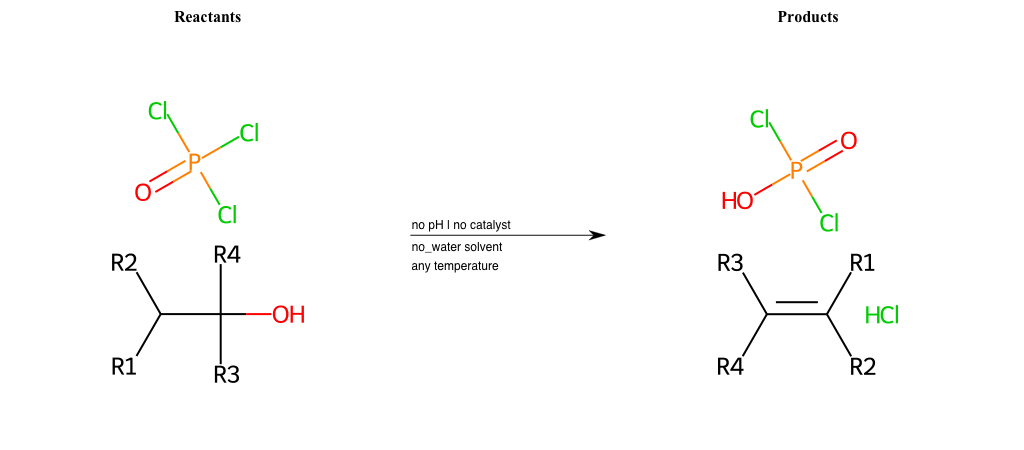 Reactants
Products
Cl
Cl
P
O
Cl
Cl
O
P
HO
Cl
no pH | no catalyst
no_water solvent
any temperature
R2
R4
OH
R1
R3
R3
R1
HCl
R4
R2